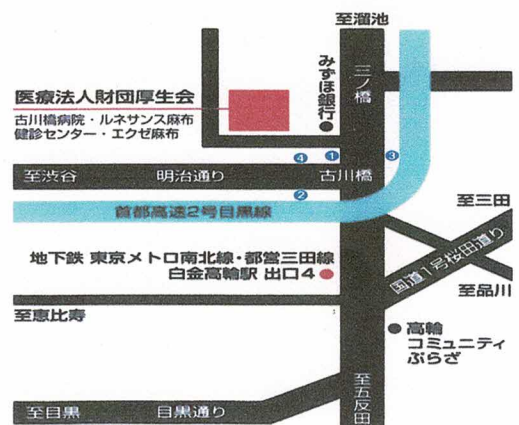 至溜池
三ノ橋
みずほ銀行
医療法人財団厚生会
古川橋病院・ルネサンス麻布
健診センター・エクゼ麻布
④
①
③
至渋谷
明治通り
古川橋
②
首都高速2号目黒線
至三田
地下鉄 東京メトロ南北線・都営三田線
白金高輪駅 出口4
国道1号桜田通り
至品川
至恵比寿
高輪
コミュニティ
ぷらざ
至五反田
至目黒
目黒通り